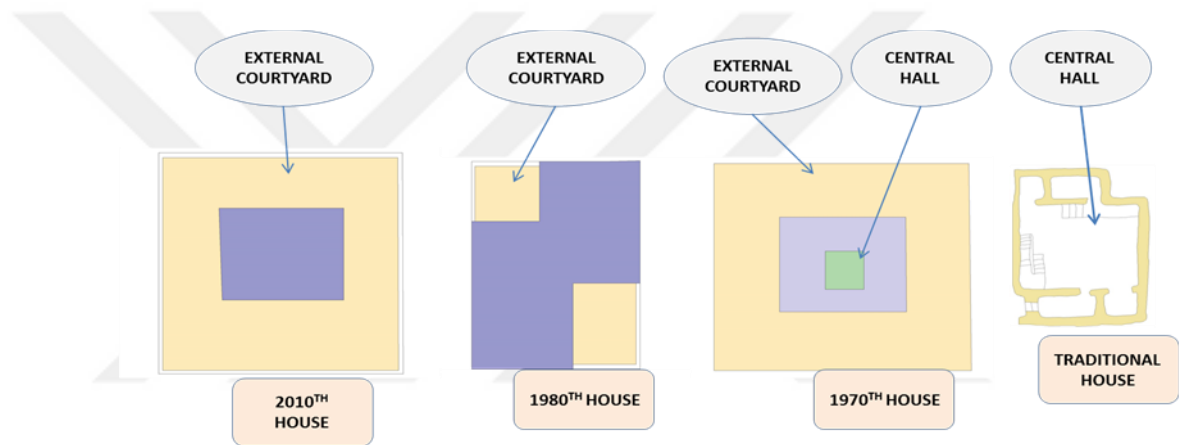 EXTERNAL
COURTYARD
EXTERNAL
COURTYARD
EXTERNAL
COURTYARD
CENTRAL
HALL
CENTRAL
HALL
2010TH
HOUSE
1980TH HOUSE
1970TH HOUSE
TRADITIONAL
HOUSE